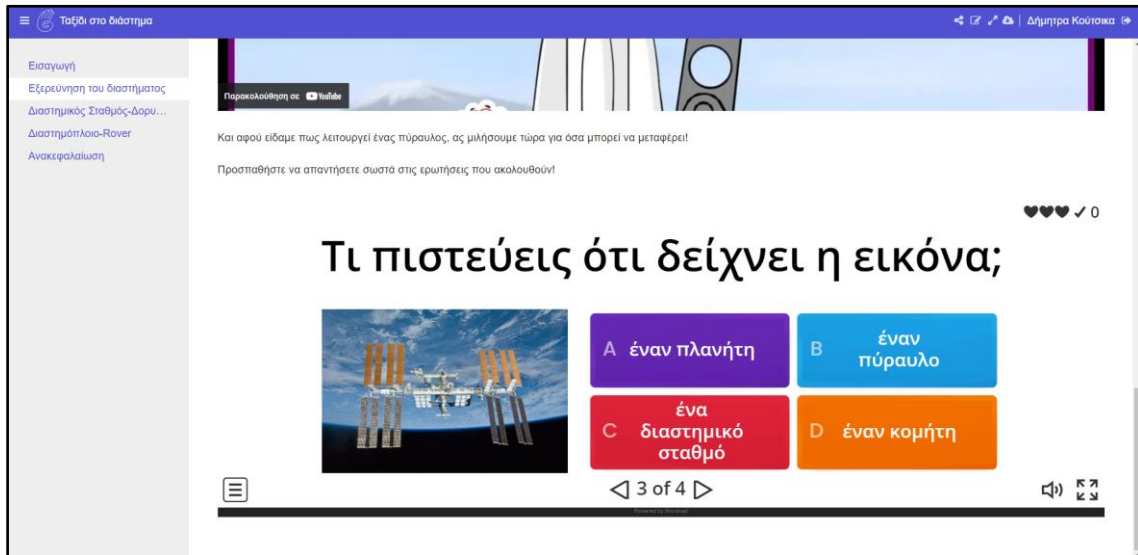 Ταξίδι στο διάστημα
Δήμητρα Κούτσικα
Εισαγωγή
Εξερεύνηση του διαστήματος
Διαστημικός Σταθμός-Δορυ…
Διαστημόπλοιο-Rover
Ανακεφαλαίωση
Παρακολούθηση σε YouTube
Και αφού είδαμε πως λειτουργεί ένας πύραυλος, ας μιλήσουμε τώρα για όσα μπορεί να μεταφέρει!
Προσπαθήστε να απαντήσετε σωστά στις ερωτήσεις που ακολουθούν!
0
Τι πιστεύεις ότι δείχνει η εικόνα;
A έναν πλανήτη
B έναν
πύραυλο
C ένα
διαστημικό
σταθμό
D έναν κομήτη
3 of 4
Powered by Wordwall